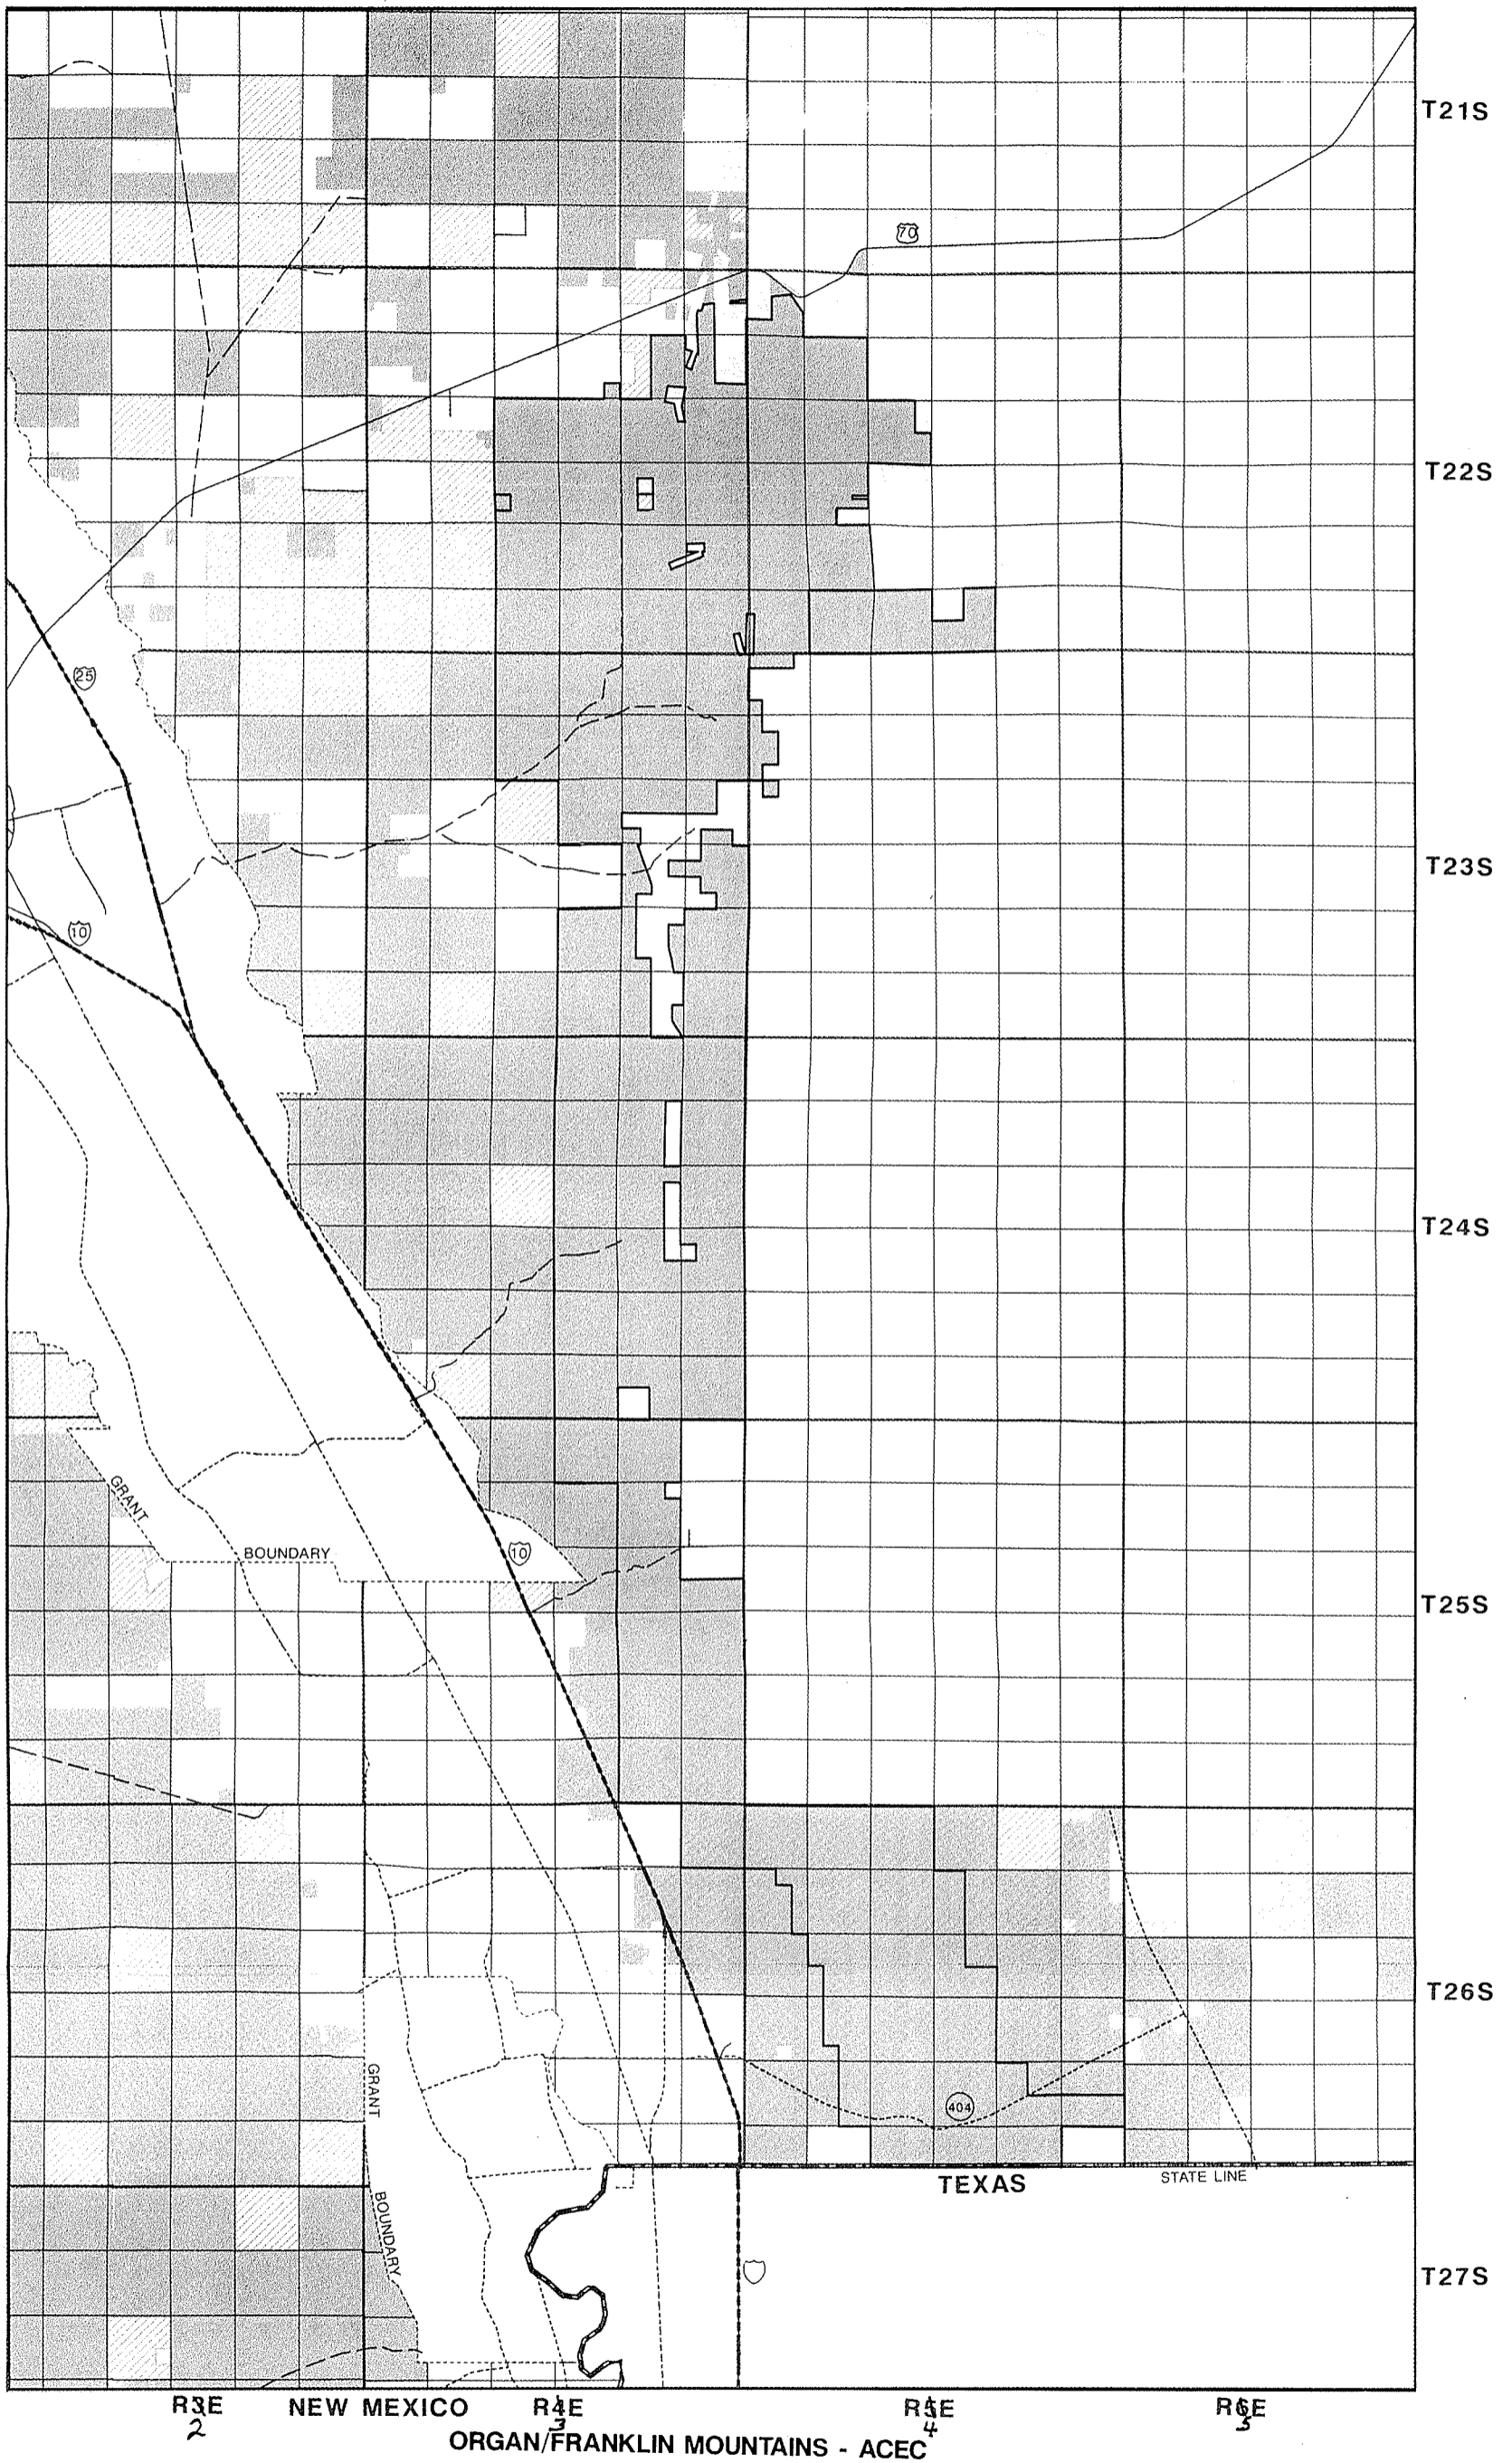 T21S
70
T22S
25
T23S
10
T24S
GRANT
BOUNDARY
10
T25S
T26S
GRANT
404
TEXAS
STATE LINE
BOUNDARY
T27S
R3E NEW MEXICO R4E R5E R6E
2 3 4 5
ORGAN/FRANKLIN MOUNTAINS - ACEC